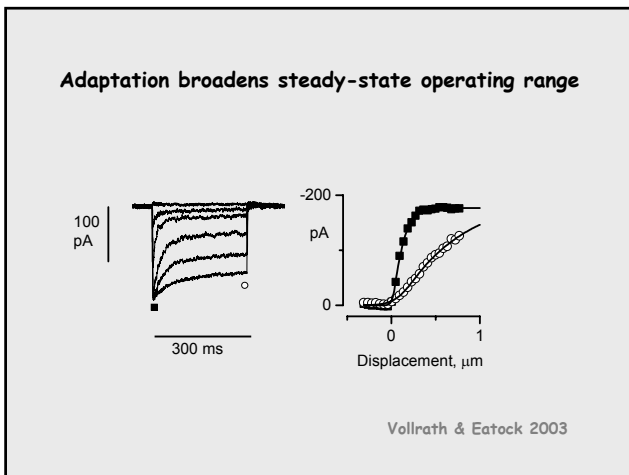 Adaptation broadens steady-state operating range
100
pA
300 ms
-200
pA
0
0
1
Displacement, μm
Vollrath & Eatock 2003